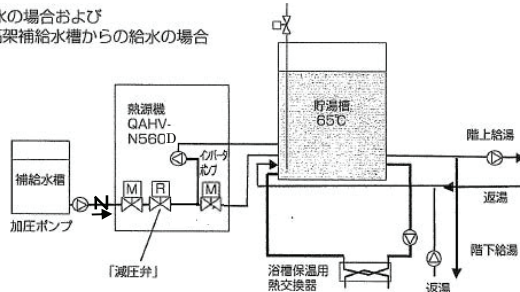 水の場合および
架補給水槽からの給水の場合
熱源機
QAHV-
N560D
インバータ
ポンプ
貯湯槽
65℃
階上給湯
補給水槽
M
R
M
返湯
加圧ポンプ
「減圧弁」
階下給湯
浴槽保温用
熱交換器
返湯